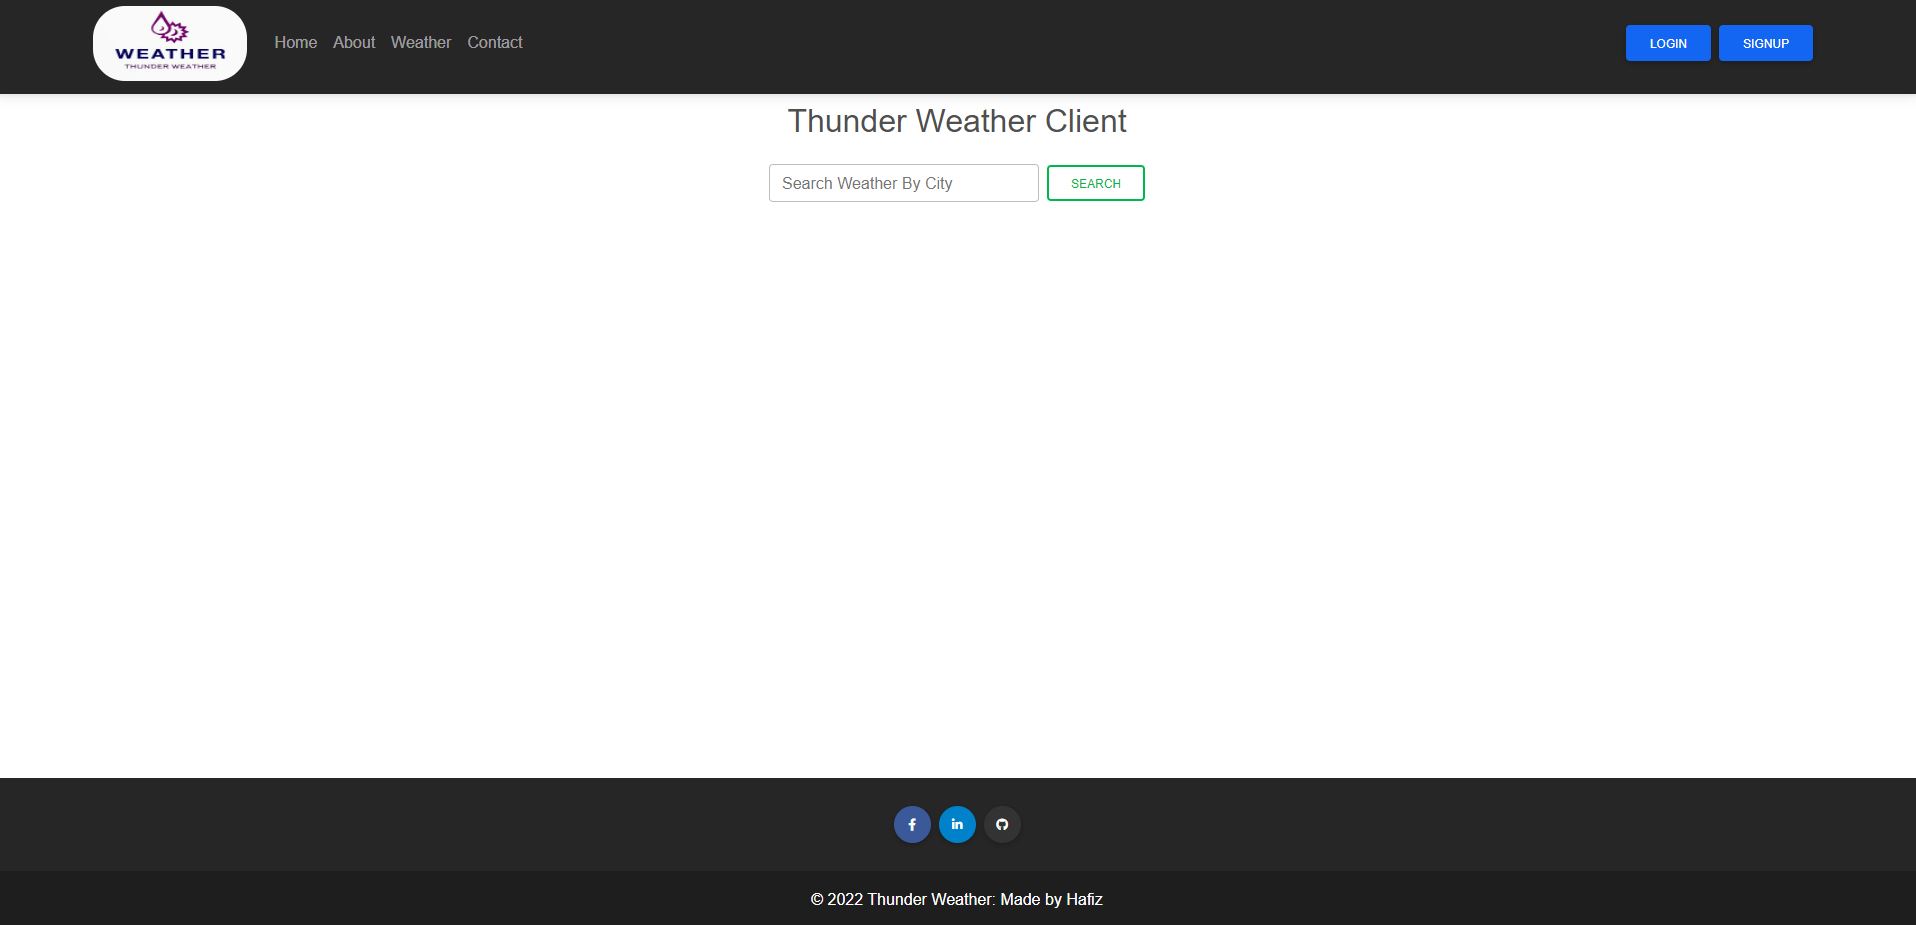 WEATHER
THUNDER WEATHER
Home About Weather Contact
LOGIN SIGNUP
Thunder Weather Client
Search Weather By City SEARCH
© 2022 Thunder Weather: Made by Hafiz